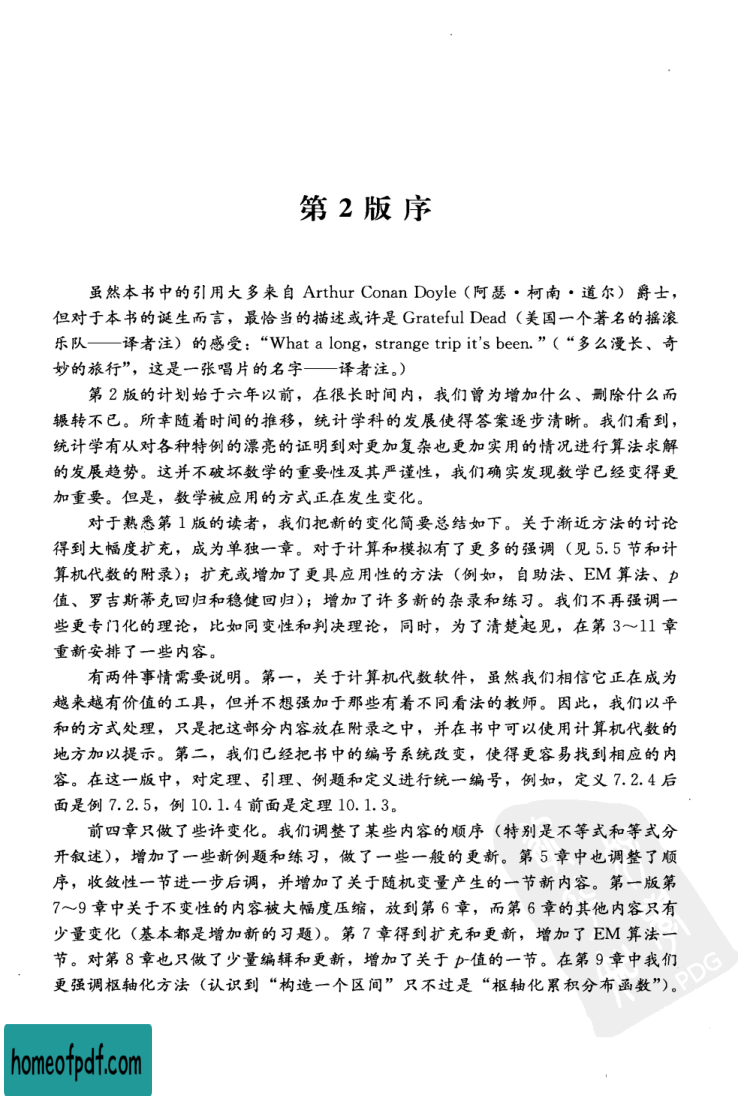 第 2 版 序
虽然本书中的引用大多来自 Arthur Conan Doyle（阿瑟·柯南·道尔）爵士，
但对于本书的诞生而言，最恰当的描述或许是 Grateful Dead（美国一个著名的摇滚
乐队——译者注）的感受：“What a long, strange trip it's been.”（“多么漫长、奇
妙的旅行”，这是一张唱片的名字——译者注。）
第 2 版的计划始于六年以前，在很长时间内，我们曾为增加什么、删除什么而
辗转不已。所幸随着时间的推移，统计学科的发展使得答案逐步清晰。我们看到，
统计学有从对各种特例的漂亮的证明到对更加复杂也更加实用的情况进行算法求解
的发展趋势。这并不破坏数学的重要性及其严谨性，我们确实发现数学已经变得更
加重要。但是，数学被应用的方式正在发生变化。
对于熟悉第 1 版的读者，我们把新的变化简要总结如下。关于渐近方法的讨论
得到大幅度扩充，成为单独一章。对于计算和模拟有了更多的强调（见 5.5 节和计
算机代数的附录）；扩充或增加了更具应用性的方法（例如，自助法、EM 算法、p
值、罗吉斯蒂克回归和稳健回归）；增加了许多新的杂录和练习。我们不再强调一
些更专门化的理论，比如同变性和判决理论，同时，为了清楚起见，在第 3～11 章
重新安排了一些内容。
有两件事情需要说明。第一，关于计算机代数软件，虽然我们相信它正在成为
越来越有价值的工具，但并不想强加于那些有着不同看法的教师。因此，我们以平
和的方式处理，只是把这部分内容放在附录之中，并在书中可以使用计算机代数的
地方加以提示。第二，我们已经把书中的编号系统改变，使得更容易找到相应的内
容。在这一版中，对定理、引理、例题和定义进行统一编号，例如，定义 7.2.4 后
面是例 7.2.5，例 10.1.4 前面是定理 10.1.3。
前四章只做了些许变化。我们调整了某些内容的顺序（特别是不等式和等式分
开叙述），增加了一些新例题和练习，做了一些一般的更新。第 5 章中也调整了顺
序，收敛性一节进一步后调，并增加了关于随机变量产生的一节新内容。第一版第
7～9 章中关于不变性的内容被大幅度压缩，放到第 6 章，而第 6 章的其他内容只有
少量变化（基本都是增加新的习题）。第 7 章得到扩充和更新，增加了 EM 算法一
节。对第 8 章也只做了少量编辑和更新，增加了关于 p-值的一节。在第 9 章中我们
更强调枢轴化方法（认识到“构造一个区间”只不过是“枢轴化累积分布函数”）。
PDG
homeofpdf.com